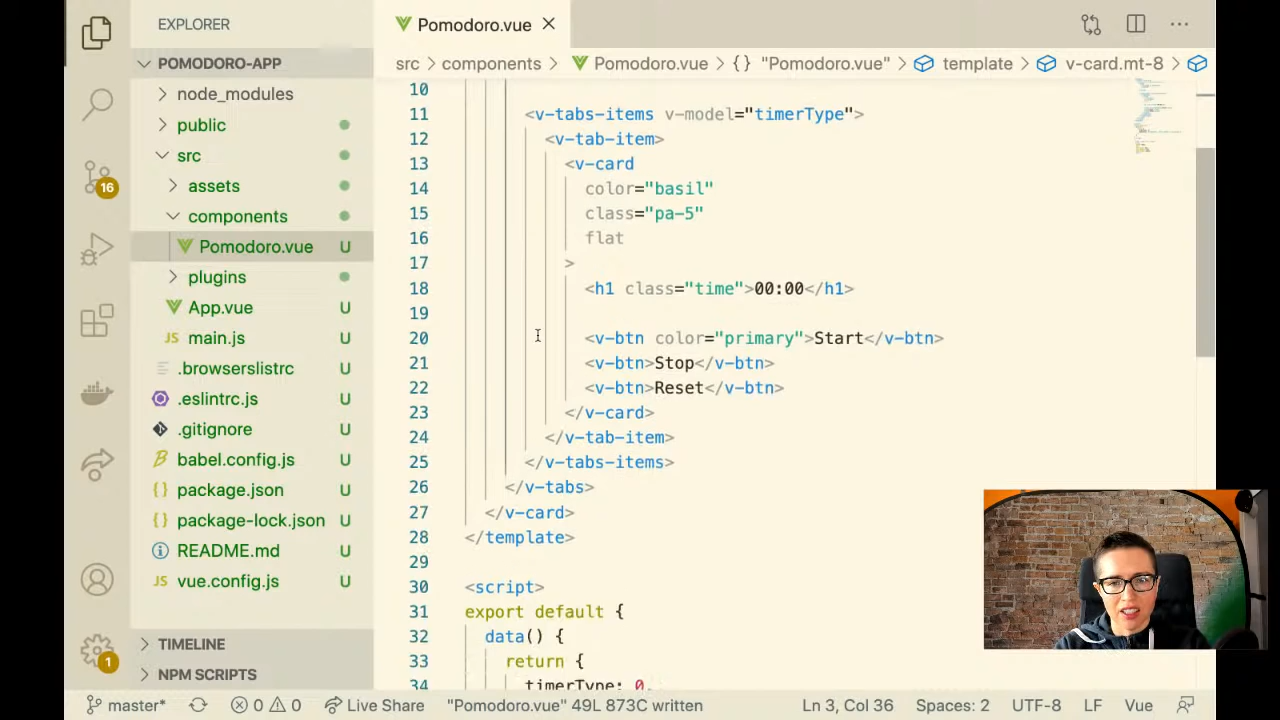 EXPLORER
POMODORO-APP
node_modules
public
src
assets
components
Pomodoro.vue U
plugins
App.vue U
JS main.js U
.browserslistrc U
.eslintrc.js U
.gitignore U
babel.config.js U
{} package.json U
{} package-lock.json U
README.md U
JS vue.config.js U
TIMELINE
NPM SCRIPTS
16
1
Pomodoro.vue
src > components > Pomodoro.vue > {} "Pomodoro.vue" > template > v-card.mt-8 >
10
11 <v-tabs-items v-model="timerType">
12 <v-tab-item>
13 <v-card
14 color="basil"
15 class="pa-5"
16 flat
17 >
18 <h1 class="time">00:00</h1>
19
20 <v-btn color="primary">Start</v-btn>
21 <v-btn>Stop</v-btn>
22 <v-btn>Reset</v-btn>
23 </v-card>
24 </v-tab-item>
25 </v-tabs-items>
26 </v-tabs>
27 </v-card>
28 </template>
29
30 <script>
31 export default {
32 data() {
33 return {
34 timerType: 0,
master* 0 0 Live Share "Pomodoro.vue" 49L 873C written Ln 3, Col 36 Spaces: 2 UTF-8 LF Vue